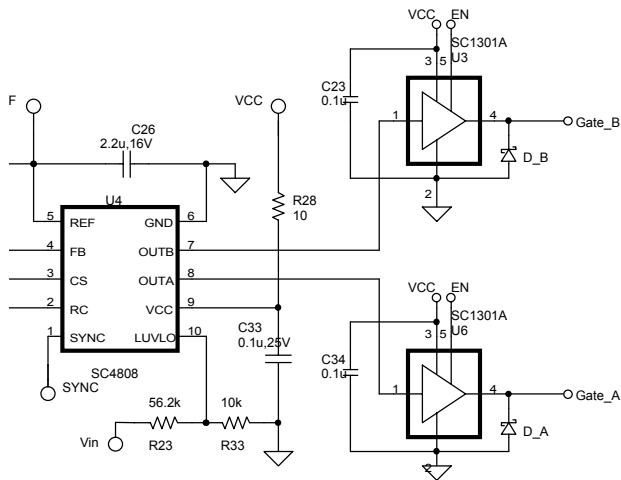 VCC EN
SC1301A
U3
3 5
C23
0.1u
1
4
Gate_B
D_B
2
F
C26
2.2u,16V
VCC
R28
10
U4
5 REF GND 6
4 FB OUTB 7
3 CS OUTA 8
2 RC VCC 9
1 SYNC LUVLO 10
SC4808
SYNC
C33
0.1u,25V
56.2k
10k
Vin
R23
R33
VCC EN
SC1301A
U6
3 5
C34
0.1u
1
4
Gate_A
D_A
2